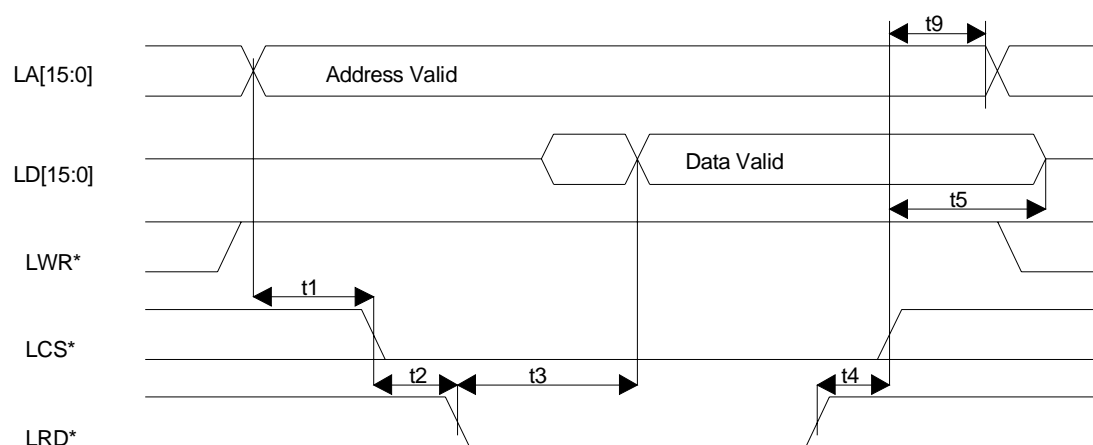 t9
LA[15:0]
Address Valid
LD[15:0]
Data Valid
t5
LWR*
t1
LCS*
t2
t3
t4
LRD*